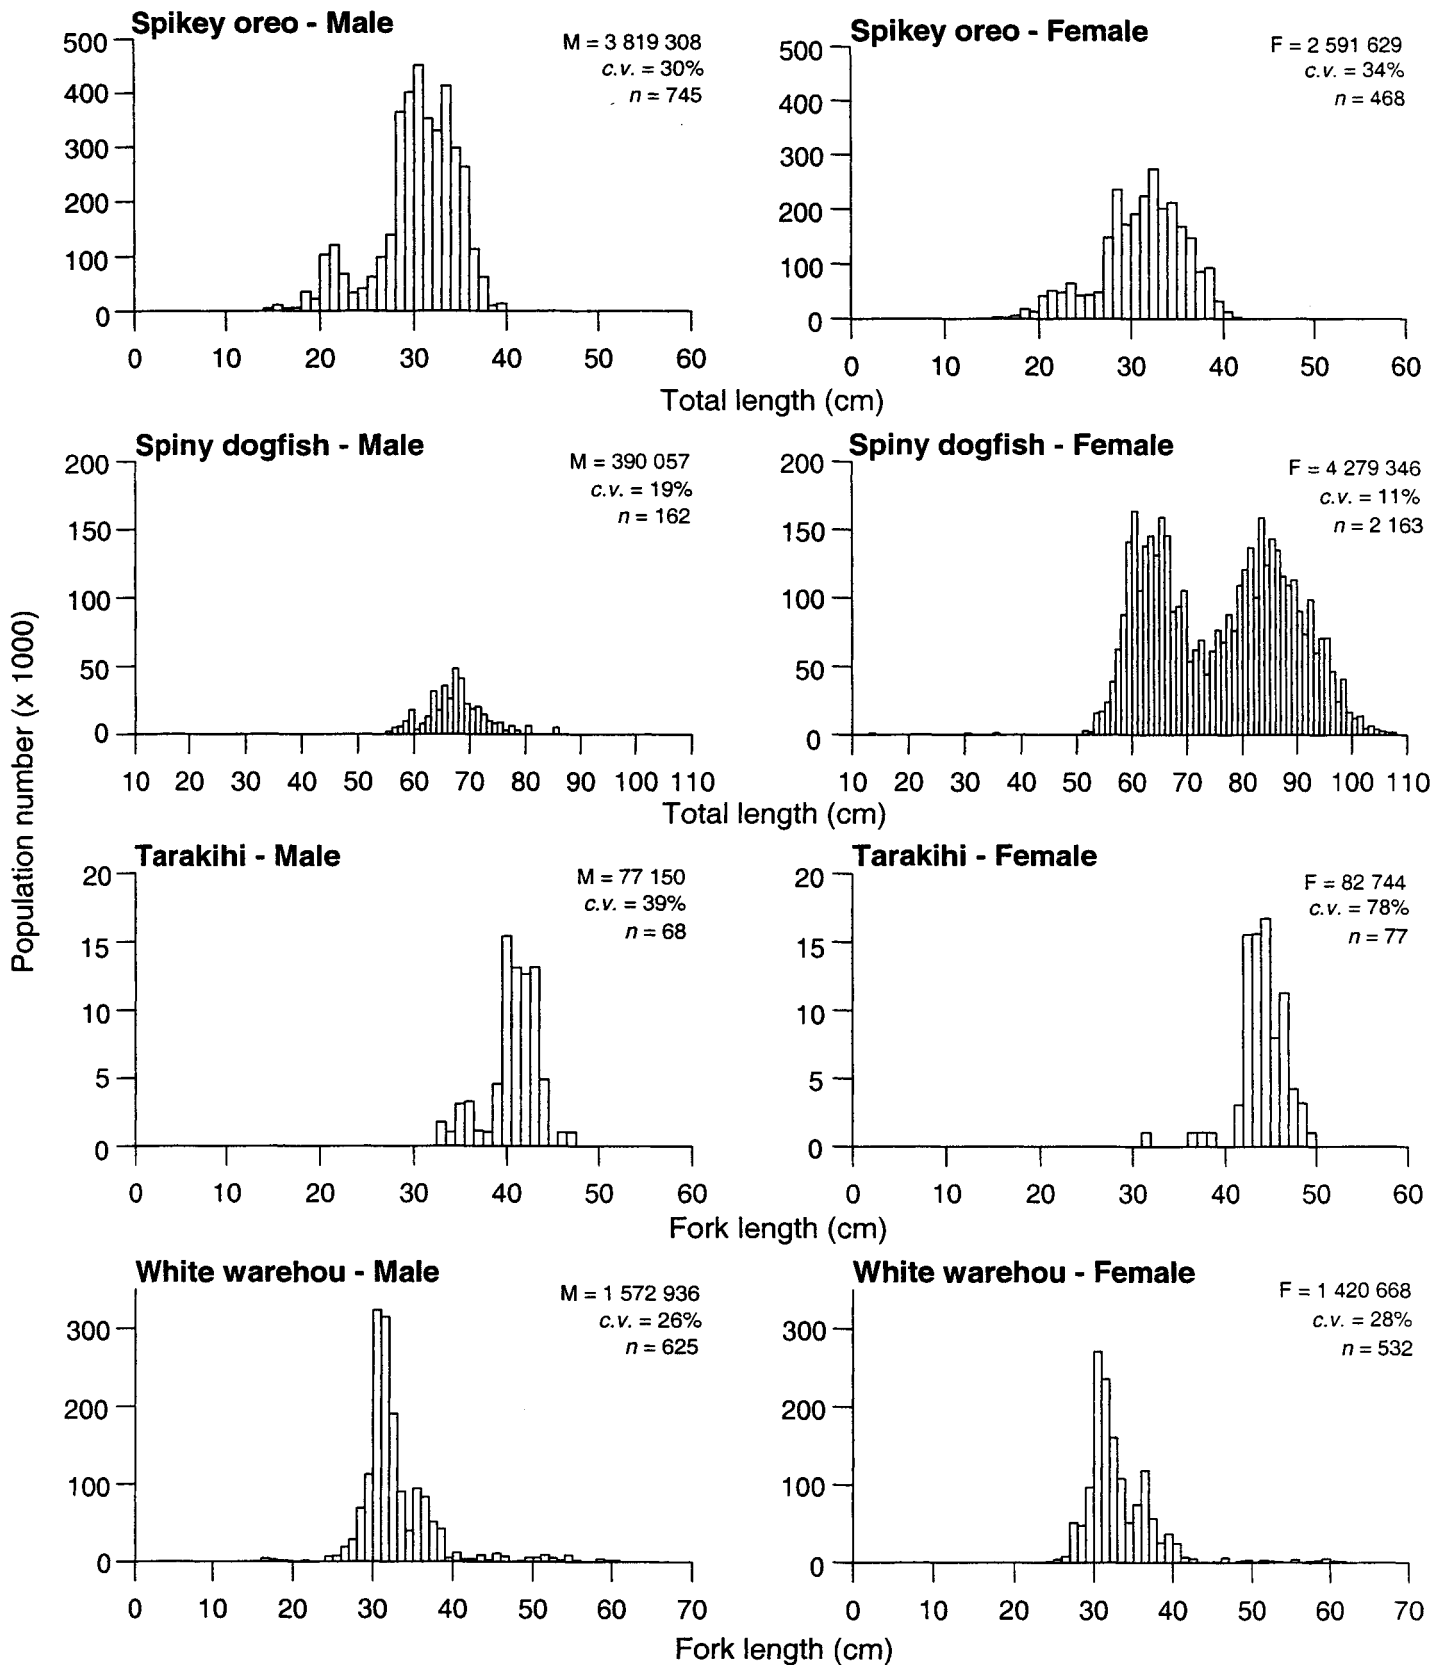 Spikey oreo - Male
M = 3 819 308
c.v. = 30%
n = 745
500
400
300
200
100
0
0 10 20 30 40 50 60
Spikey oreo - Female
F = 2 591 629
c.v. = 34%
n = 468
500
400
300
200
100
0
0 10 20 30 40 50 60
Total length (cm)
Spiny dogfish - Male
M = 390 057
c.v. = 19%
n = 162
200
150
100
50
0
10 20 30 40 50 60 70 80 90 100 110
Spiny dogfish - Female
F = 4 279 346
c.v. = 11%
n = 2 163
200
150
100
50
0
10 20 30 40 50 60 70 80 90 100 110
Total length (cm)
Population number (x 1000)
Tarakihi - Male
M = 77 150
c.v. = 39%
n = 68
20
15
10
5
0
0 10 20 30 40 50 60
Tarakihi - Female
F = 82 744
c.v. = 78%
n = 77
20
15
10
5
0
0 10 20 30 40 50 60
Fork length (cm)
White warehou - Male
M = 1 572 936
c.v. = 26%
n = 625
300
200
100
0
0 10 20 30 40 50 60 70
White warehou - Female
F = 1 420 668
c.v. = 28%
n = 532
300
200
100
0
0 10 20 30 40 50 60 70
Fork length (cm)